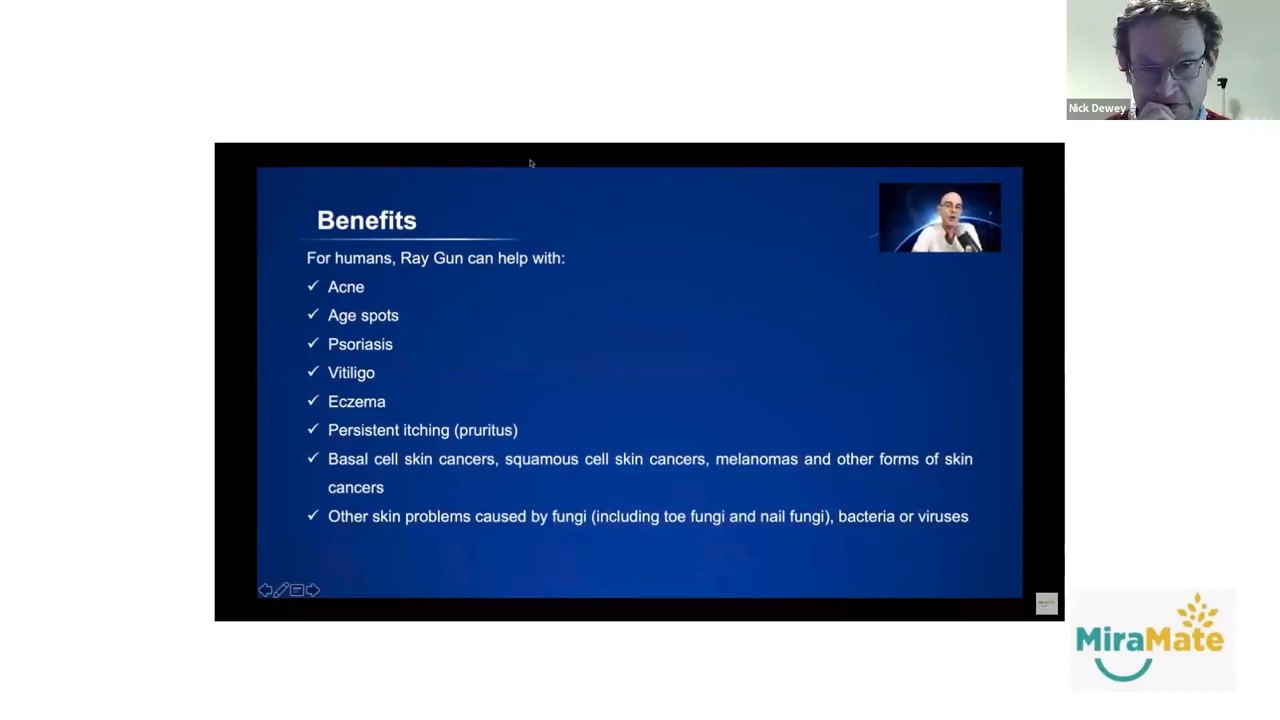 Nick Dewey
Benefits
For humans, Ray Gun can help with:
✓ Acne
✓ Age spots
✓ Psoriasis
✓ Vitiligo
✓ Eczema
✓ Persistent itching (pruritus)
✓ Basal cell skin cancers, squamous cell skin cancers, melanomas and other forms of skin
cancers
✓ Other skin problems caused by fungi (including toe fungi and nail fungi), bacteria or viruses
MiraMate